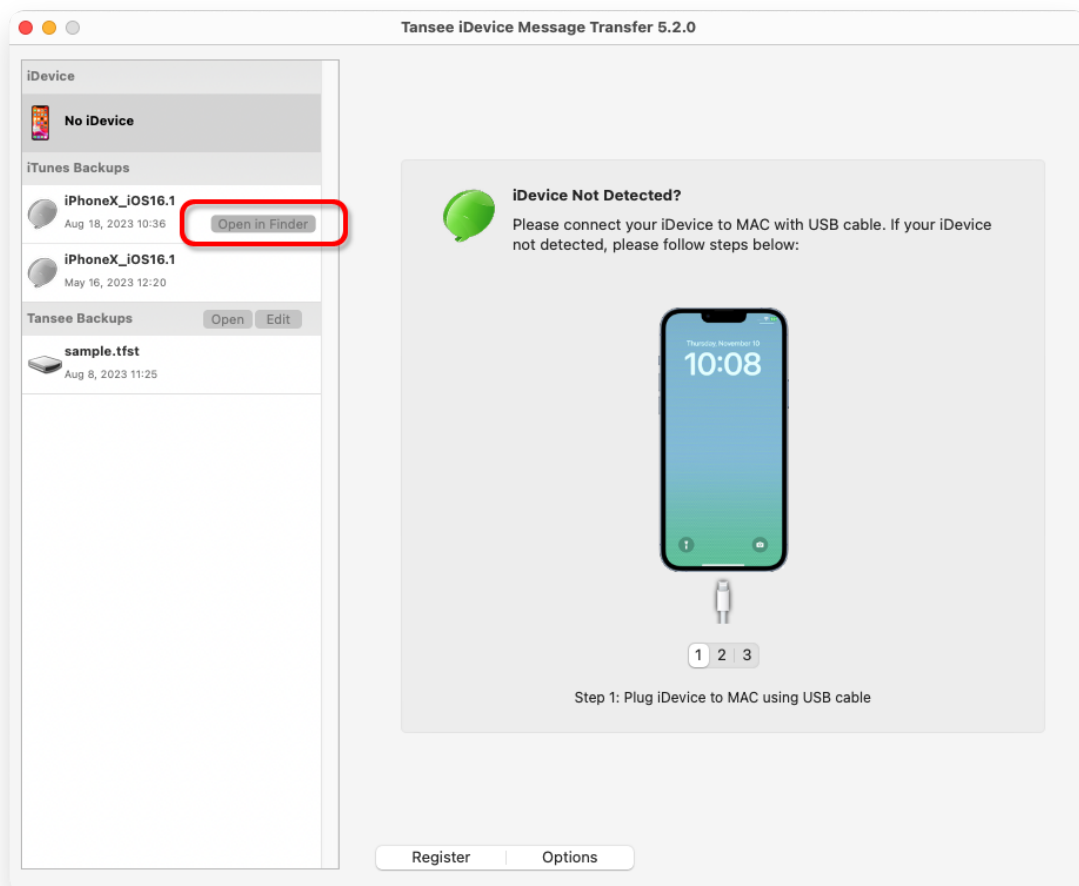 Tansee iDevice Message Transfer 5.2.0
iDevice
No iDevice
iTunes Backups
iPhoneX_iOS16.1
Aug 18, 2023 10:36
Open in Finder
iPhoneX_iOS16.1
May 16, 2023 12:20
Tansee Backups
Open
Edit
sample.tfst
Aug 8, 2023 11:25
iDevice Not Detected?
Please connect your iDevice to MAC with USB cable. If your iDevice
not detected, please follow steps below:
Thursday, November 10
10:08
1 2 3
Step 1: Plug iDevice to MAC using USB cable
Register
Options